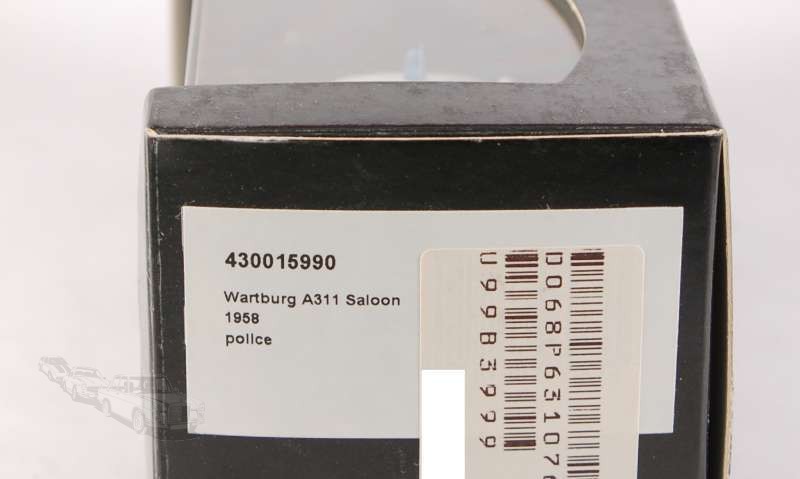 430015990
Wartburg A311 Saloon
1958
police
D068P63107
U99B3999